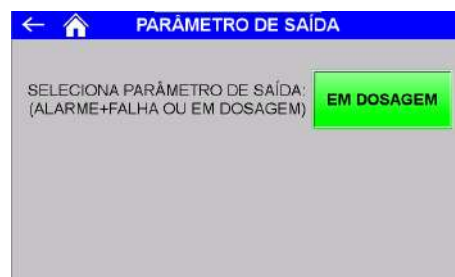 PARÂMETRO DE SAÍDA
SELECIONA PARÂMETRO DE SAÍDA:
(ALARME+FALHA OU EM DOSAGEM)
EM DOSAGEM